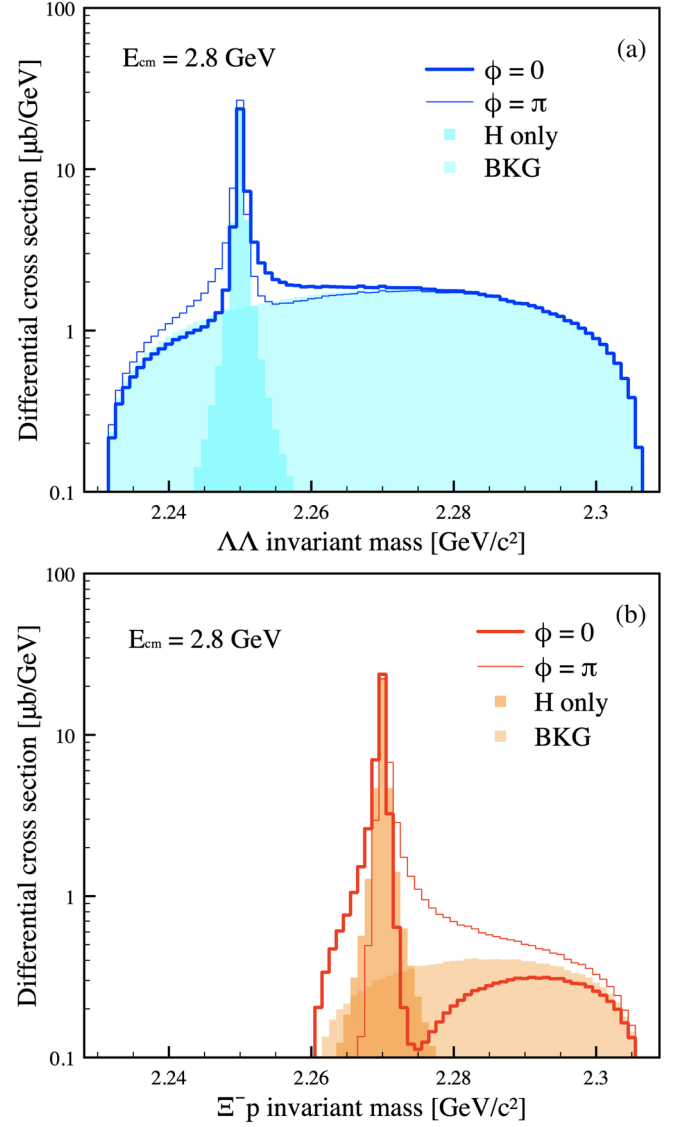 100
(a)
E_cm = 2.8 GeV
ϕ = 0
ϕ = π
H only
BKG
10
1
0.1
Differential cross section [μb/GeV]
2.24 2.26 2.28 2.3
ΛΛ invariant mass [GeV/c²]
100
(b)
E_cm = 2.8 GeV
ϕ = 0
ϕ = π
H only
BKG
10
1
0.1
Differential cross section [μb/GeV]
2.24 2.26 2.28 2.3
Ξ⁻p invariant mass [GeV/c²]